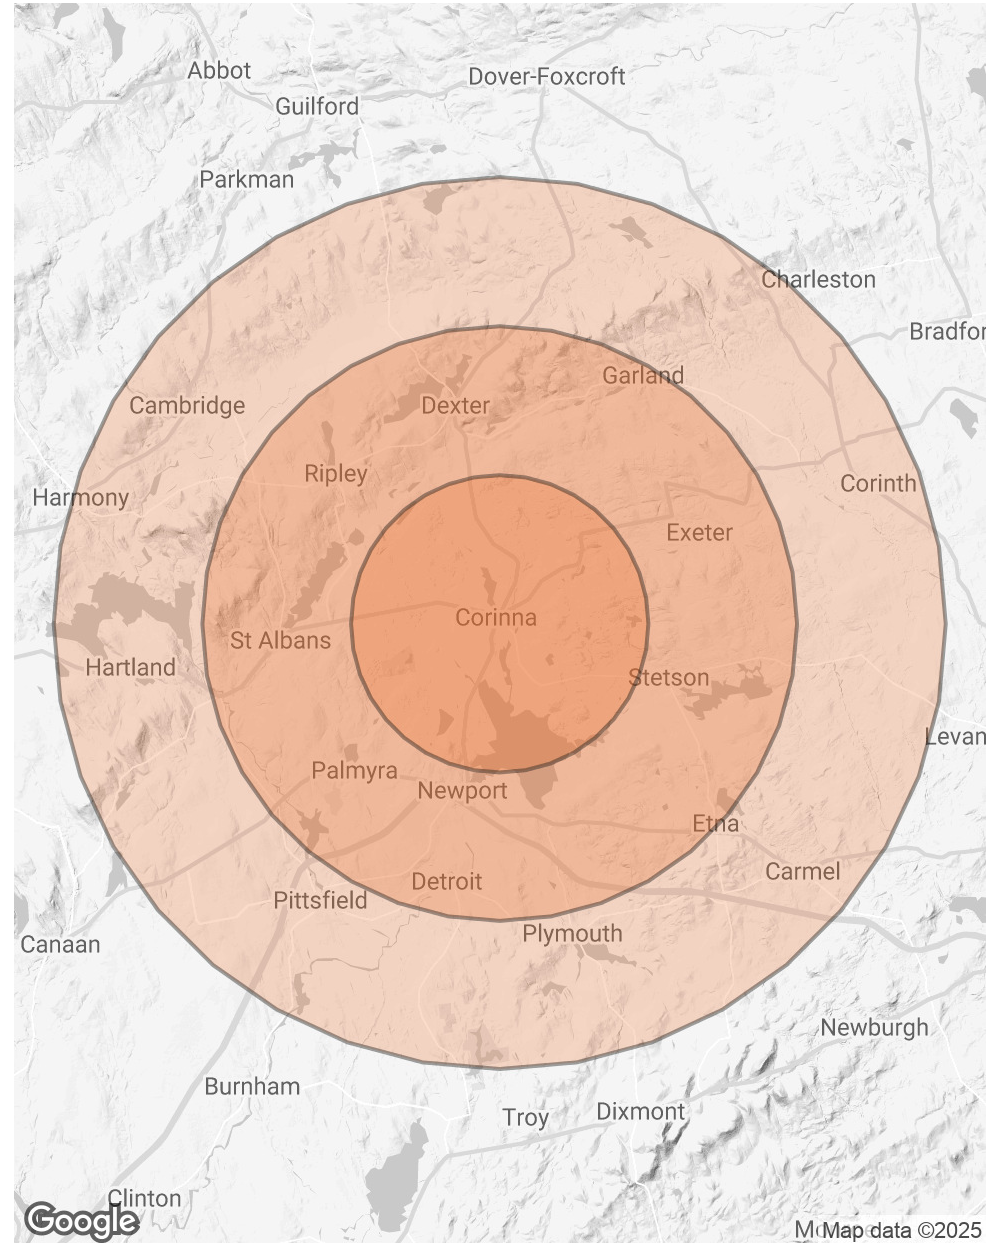 Abbot
Dover-Foxcroft
Guilford
Parkman
Charleston
Bradfor
Garland
Cambridge
Dexter
Ripley
Corinth
Harmony
Exeter
Corinna
St Albans
Hartland
Stetson
Levan
Palmyra
Newport
Etna
Carmel
Detroit
Pittsfield
Plymouth
Canaan
Newburgh
Burnham
Dixmont
Troy
Clinton
Google
Map data ©2025